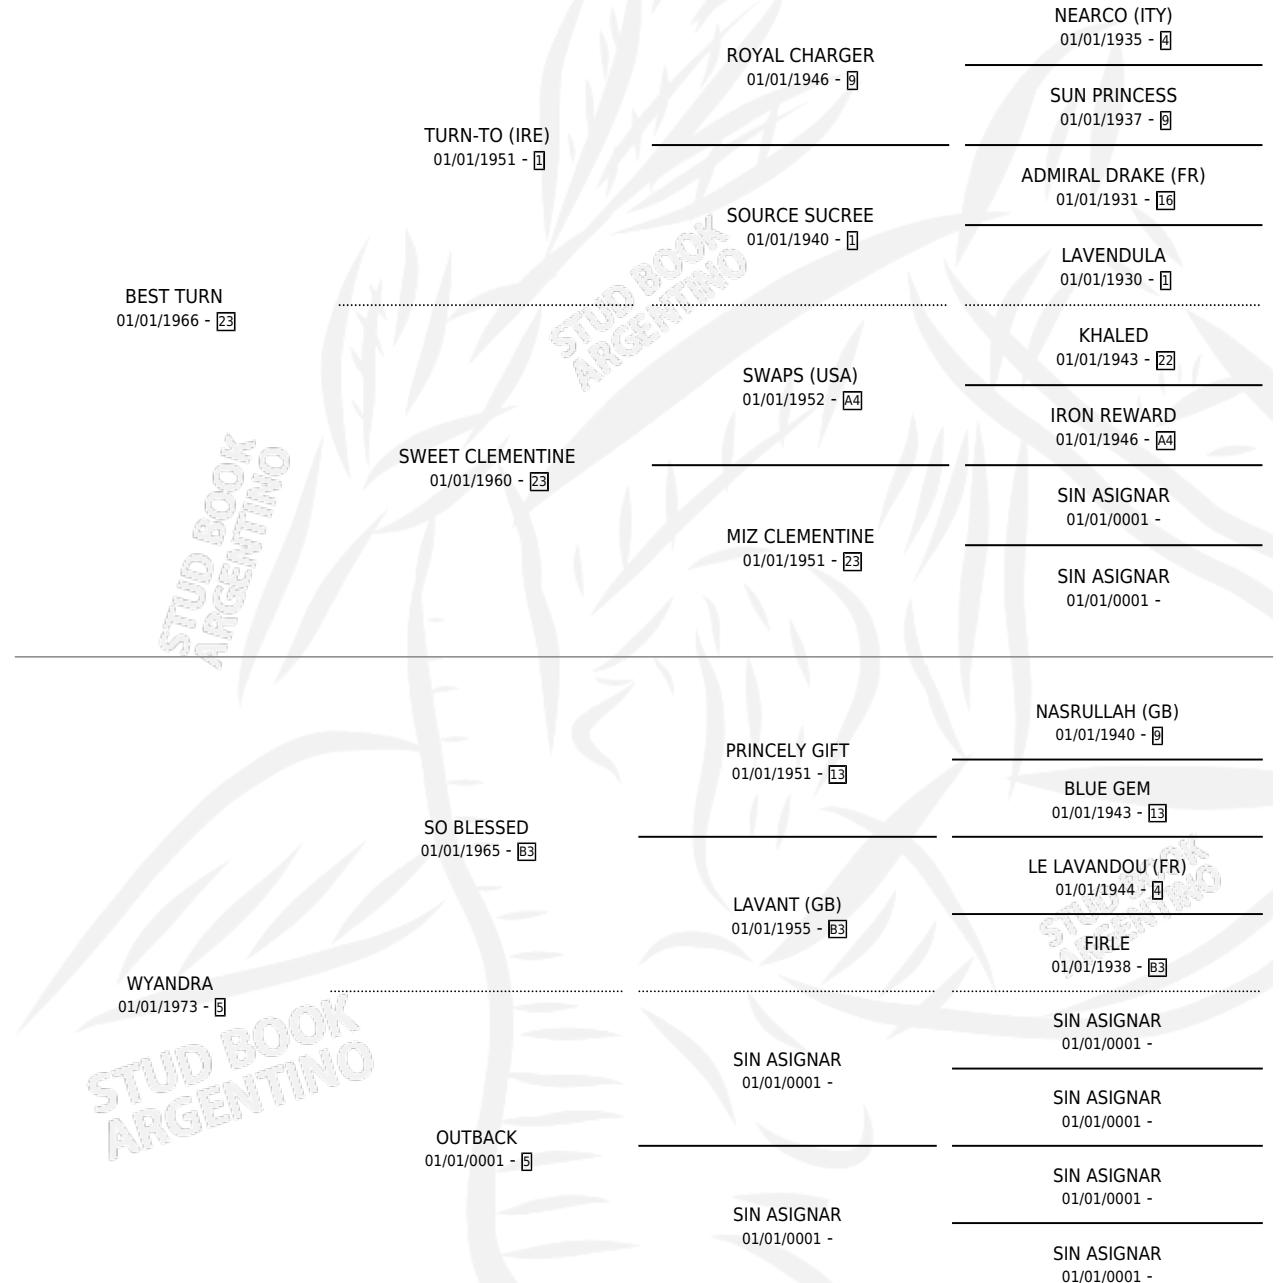 NEARCO (ITY)
01/01/1935 - 4
ROYAL CHARGER
01/01/1946 - 9
SUN PRINCESS
01/01/1937 - 9
TURN-TO (IRE)
01/01/1951 - 1
ADMIRAL DRAKE (FR)
01/01/1931 - 16
SOURCE SUCREE
01/01/1940 - 1
LAVENDULA
01/01/1930 - 1
BEST TURN
01/01/1966 - 23
KHALED
01/01/1943 - 22
SWAPS (USA)
01/01/1952 - A4
IRON REWARD
01/01/1946 - A4
SWEET CLEMENTINE
01/01/1960 - 23
SIN ASIGNAR
01/01/0001 -
MIZ CLEMENTINE
01/01/1951 - 23
SIN ASIGNAR
01/01/0001 -
STUD BOOK
ARGENTINO
STUD BOOK
ARGENTINO
NASRULLAH (GB)
01/01/1940 - 9
PRINCELY GIFT
01/01/1951 - 13
BLUE GEM
01/01/1943 - 13
SO BLESSED
01/01/1965 - B3
LE LAVANDOU (FR)
01/01/1944 - 4
LAVANT (GB)
01/01/1955 - B3
FIRLE
01/01/1938 - B3
WYANDRA
01/01/1973 - 5
SIN ASIGNAR
01/01/0001 -
SIN ASIGNAR
01/01/0001 -
SIN ASIGNAR
01/01/0001 -
OUTBACK
01/01/0001 - 5
SIN ASIGNAR
01/01/0001 -
SIN ASIGNAR
01/01/0001 -
SIN ASIGNAR
01/01/0001 -
STUD BOOK
ARGENTINO
STUD BOOK
ARGENTINO